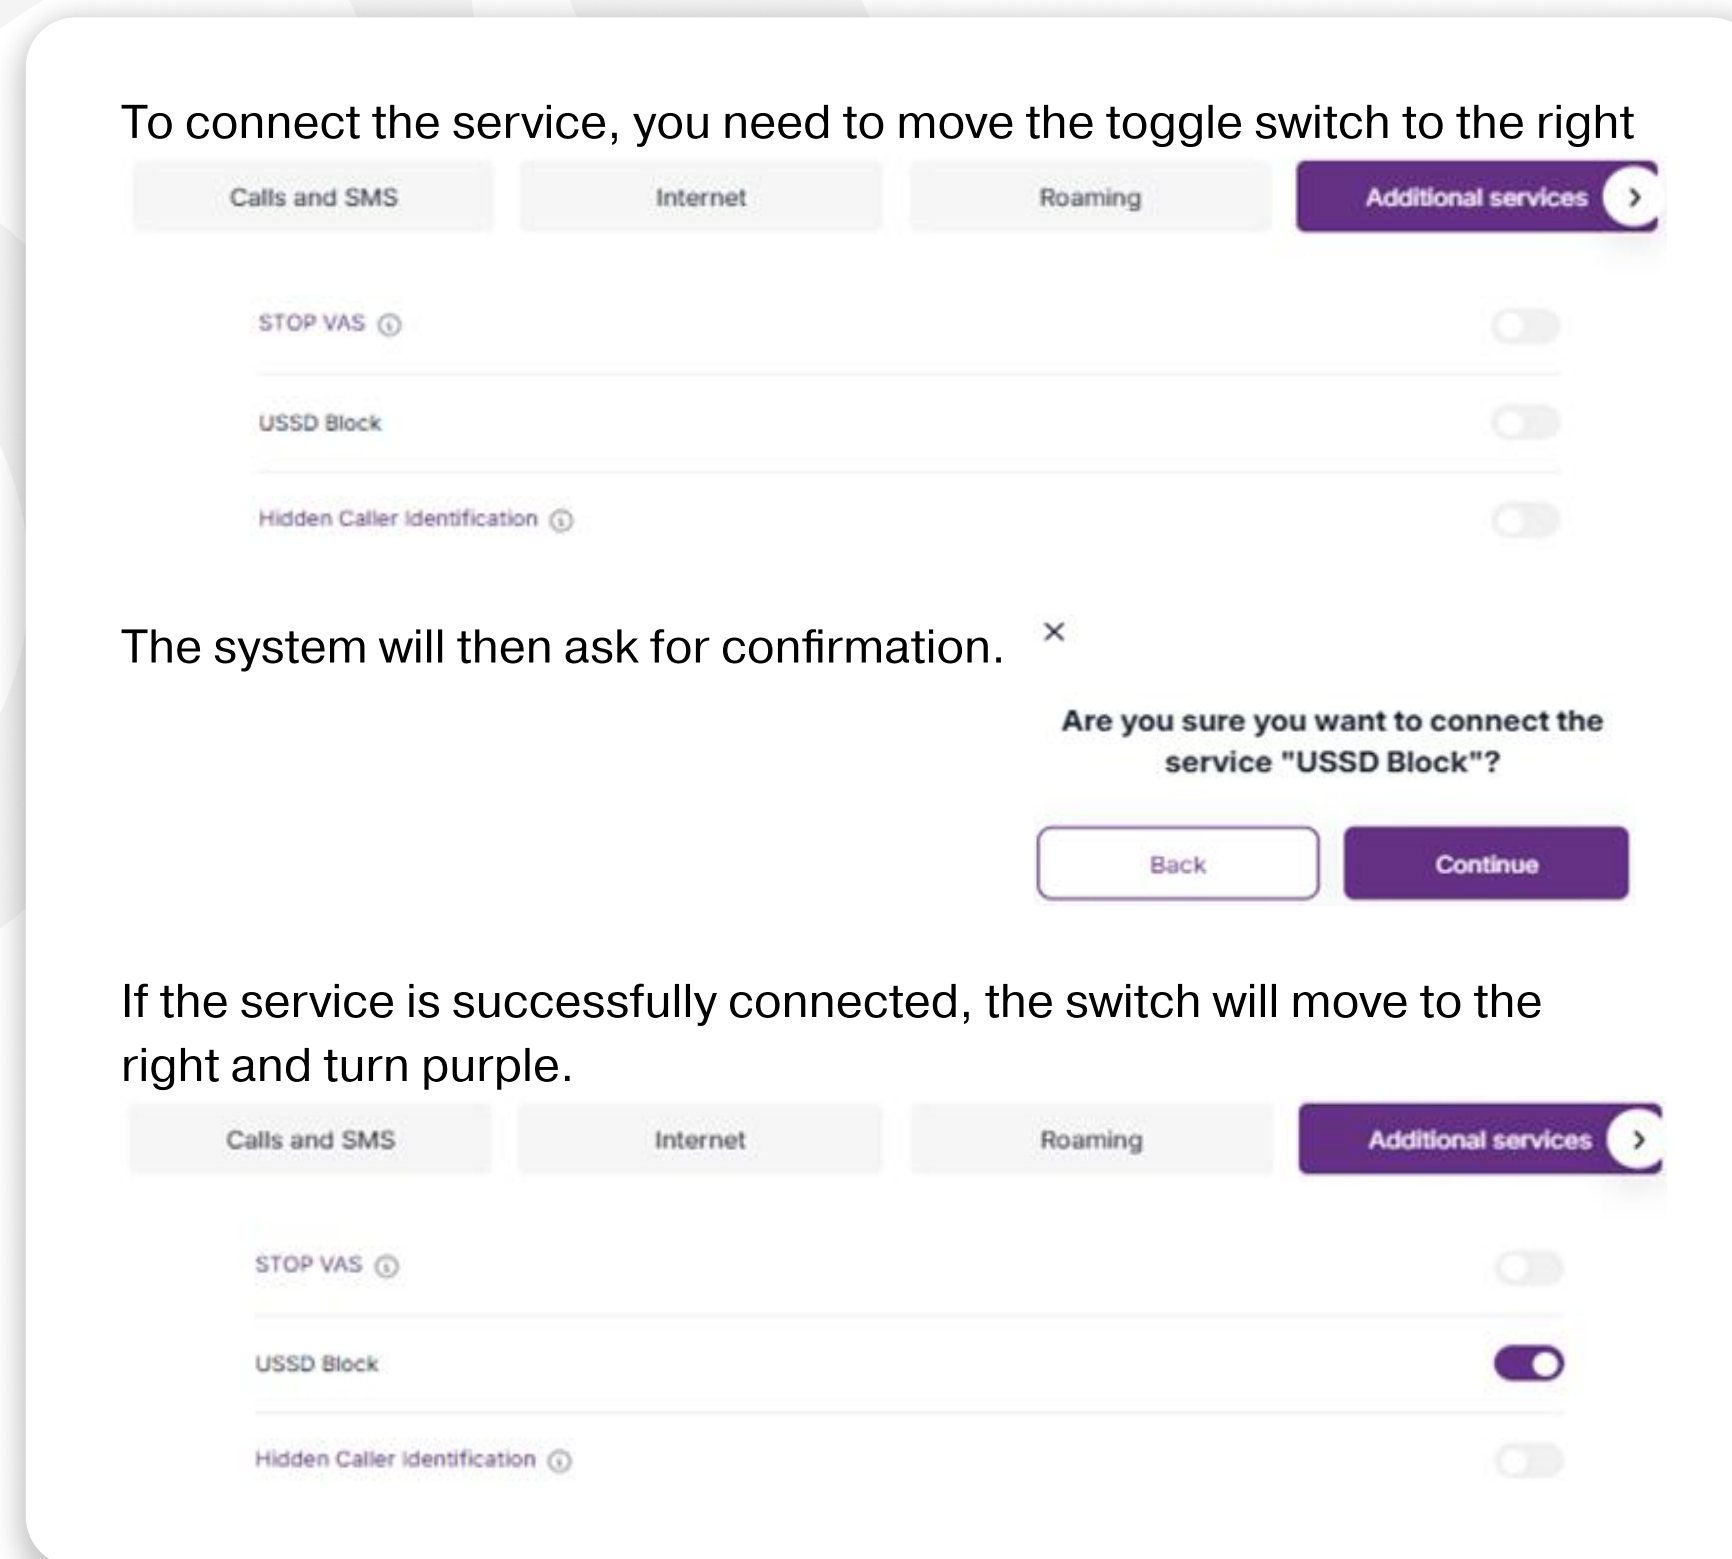 To connect the service, you need to move the toggle switch to the right
Calls and SMS Internet Roaming Additional services
STOP VAS
USSD Block
Hidden Caller Identification
The system will then ask for confirmation.
Are you sure you want to connect the
service "USSD Block"?
Back Continue
If the service is successfully connected, the switch will move to the
right and turn purple.
Calls and SMS Internet Roaming Additional services
STOP VAS
USSD Block
Hidden Caller Identification